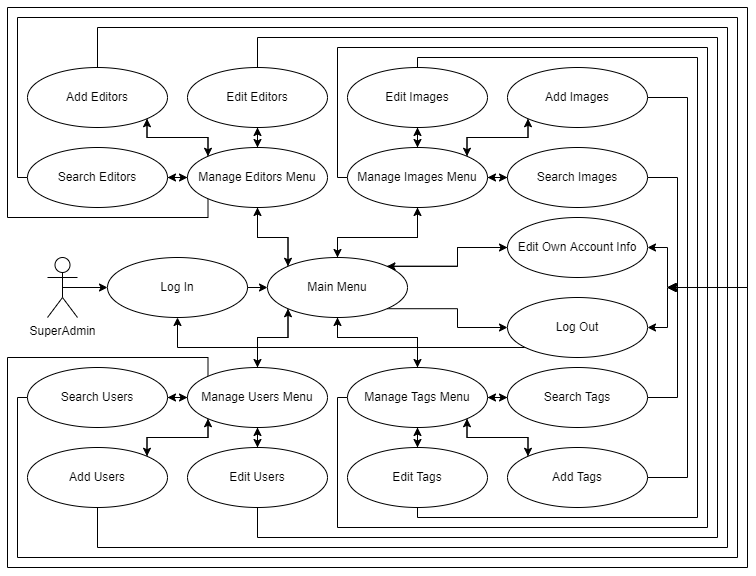 Add Editors
Edit Editors
Edit Images
Add Images
Search Editors
Manage Editors Menu
Manage Images Menu
Search Images
Edit Own Account Info
SuperAdmin
Log In
Main Menu
Log Out
Search Users
Manage Users Menu
Manage Tags Menu
Search Tags
Add Users
Edit Users
Edit Tags
Add Tags